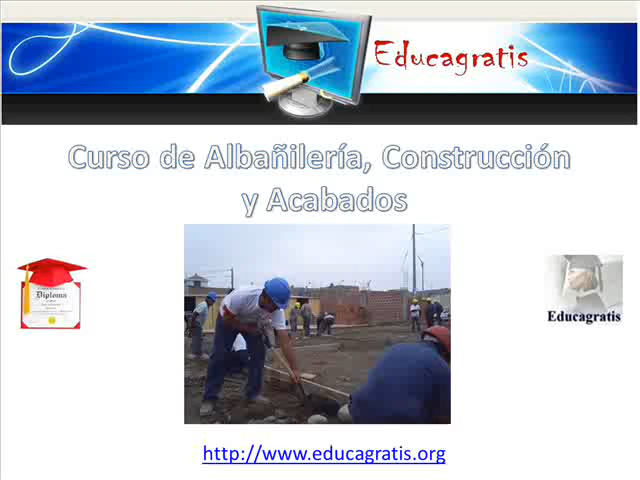 Educagratis
Curso de Albañilería, Construcción
y Acabados
Diploma
Educagratis
http://www.educagratis.org